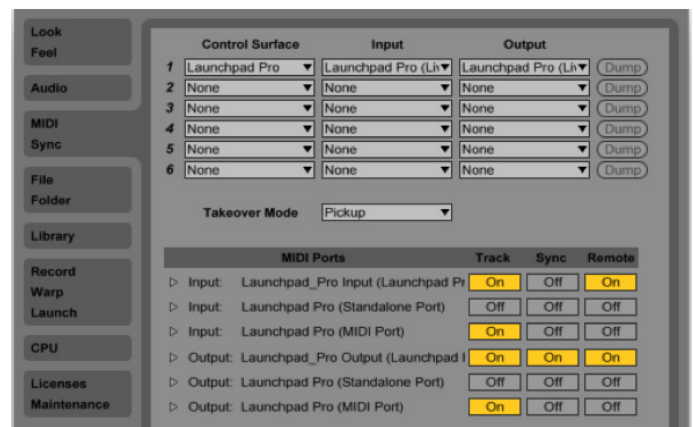 Look
Feel
Audio
MIDI
Sync
File
Folder
Library
Record
Warp
Launch
CPU
Licenses
Maintenance
Control Surface Input Output
1 Launchpad Pro Launchpad Pro (Liv Launchpad Pro (Liv Dump
2 None None None Dump
3 None None None Dump
4 None None None Dump
5 None None None Dump
6 None None None Dump
Takeover Mode Pickup
MIDI Ports Track Sync Remote
Input: Launchpad_Pro Input (Launchpad Pr On Off On
Input: Launchpad Pro (Standalone Port) Off Off Off
Input: Launchpad Pro (MIDI Port) On Off Off
Output: Launchpad_Pro Output (Launchpad On On On
Output: Launchpad Pro (Standalone Port) Off Off Off
Output: Launchpad Pro (MIDI Port) On Off Off